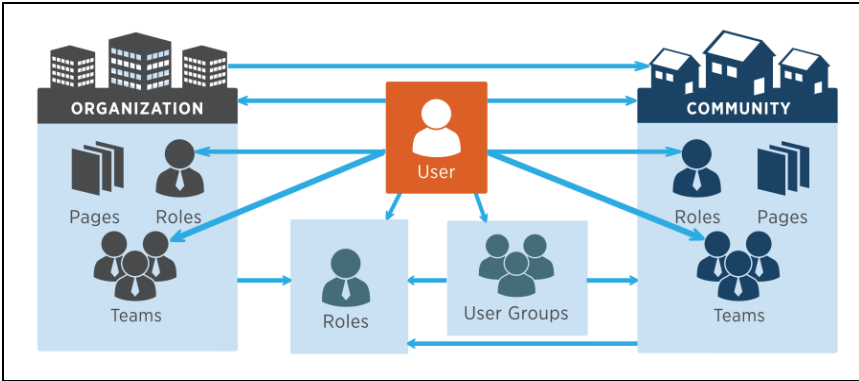 ORGANIZATION
COMMUNITY
User
Pages Roles
Roles Pages
Teams
Roles
User Groups
Teams